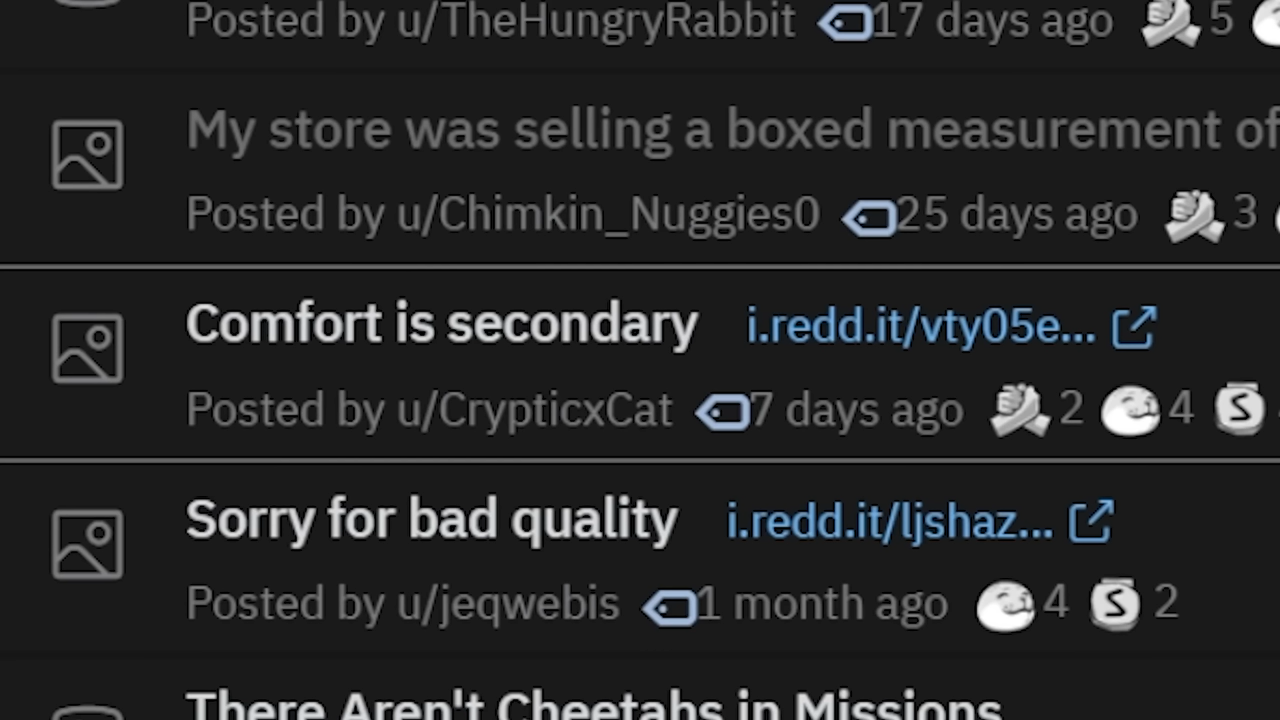 Posted by u/TheHungryRabbit 17 days ago 5
My store was selling a boxed measurement of
Posted by u/Chimkin_Nuggies0 25 days ago 3
Comfort is secondary i.redd.it/vty05e...
Posted by u/CrypticxCat 7 days ago 2 4 S
Sorry for bad quality i.redd.it/ljshaz...
Posted by u/jeqwebis 1 month ago 4 S 2
There Aren't Cheetahs in Missions